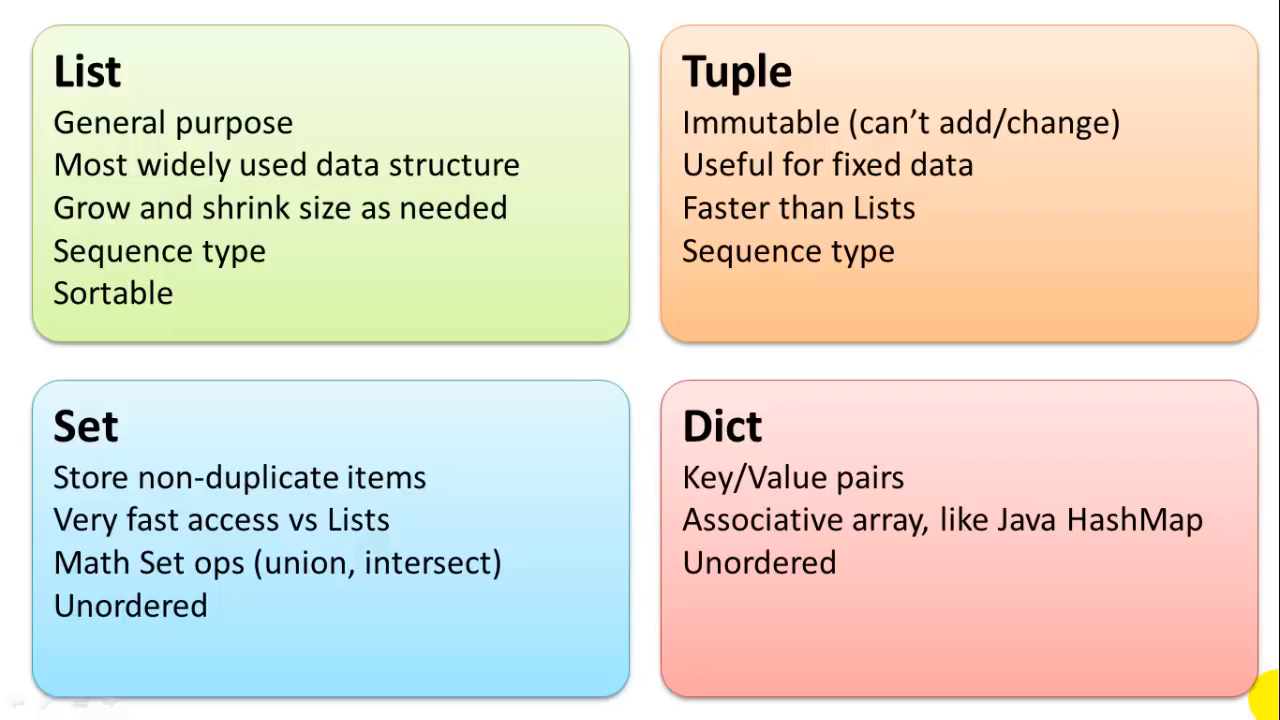 List
General purpose
Most widely used data structure
Grow and shrink size as needed
Sequence type
Sortable
Tuple
Immutable (can’t add/change)
Useful for fixed data
Faster than Lists
Sequence type
Set
Store non-duplicate items
Very fast access vs Lists
Math Set ops (union, intersect)
Unordered
Dict
Key/Value pairs
Associative array, like Java HashMap
Unordered